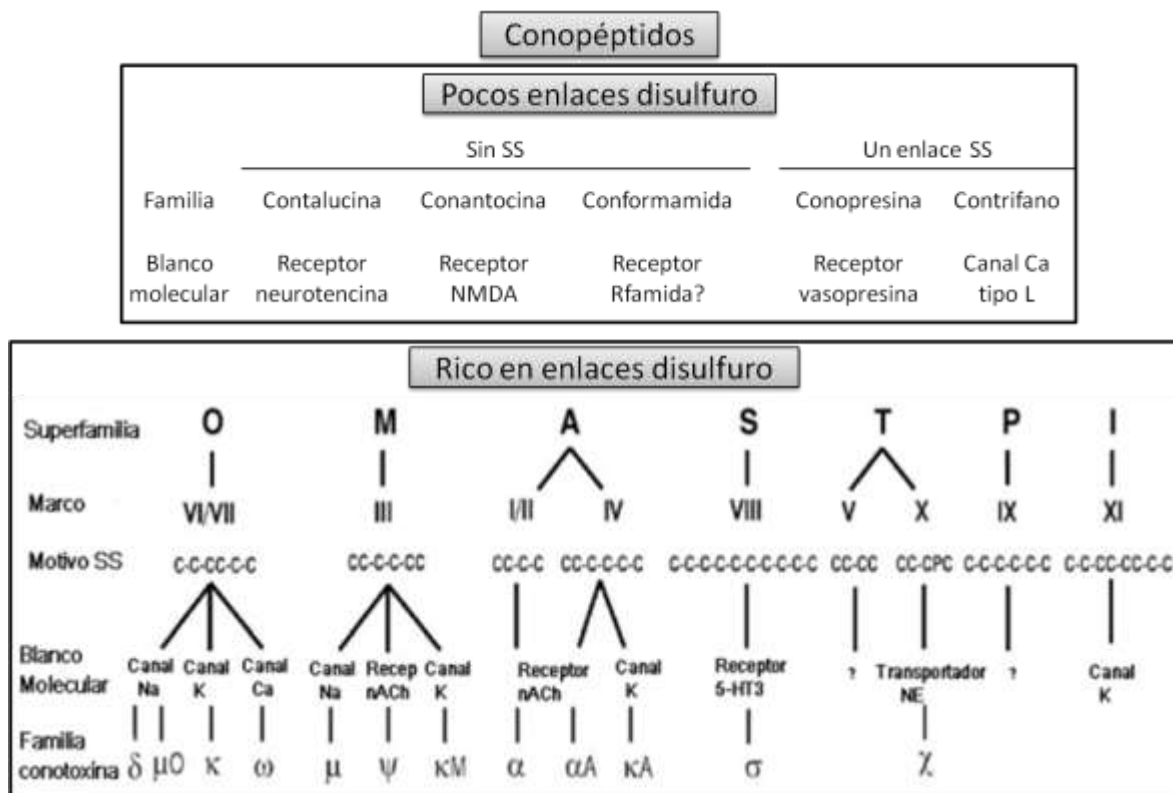 Conopéptidos
Pocos enlaces disulfuro
Sin SS Un enlace SS
Familia Contalucina Conantocina Conformamida Conopresina Contrifano
Blanco Receptor Receptor Receptor Receptor Canal Ca
molecular neurotencina NMDA Rfamida? vasopresina tipo L
Rico en enlaces disulfuro
Superfamilia O M A S T P I
Marco VI/VII III I/II IV VIII V X IX XI
Motivo SS C-C-CC-C-C CC-C-C-CC CC-C-C CC-C-C-C-C C-C-C-C-C-C-C-C-C-C CC-CC CC-CPC C-C-C-C-C-C C-C-CC-CC-C-C
Blanco Canal Canal Canal Canal Recep Canal Receptor Canal Receptor ? Transportador ? Canal
Molecular Na K Ca Na nACh K nACh K 5-HT3 NE K
Familia
conotoxina δ μO κ ω μ ψ κM α αA κA σ χ